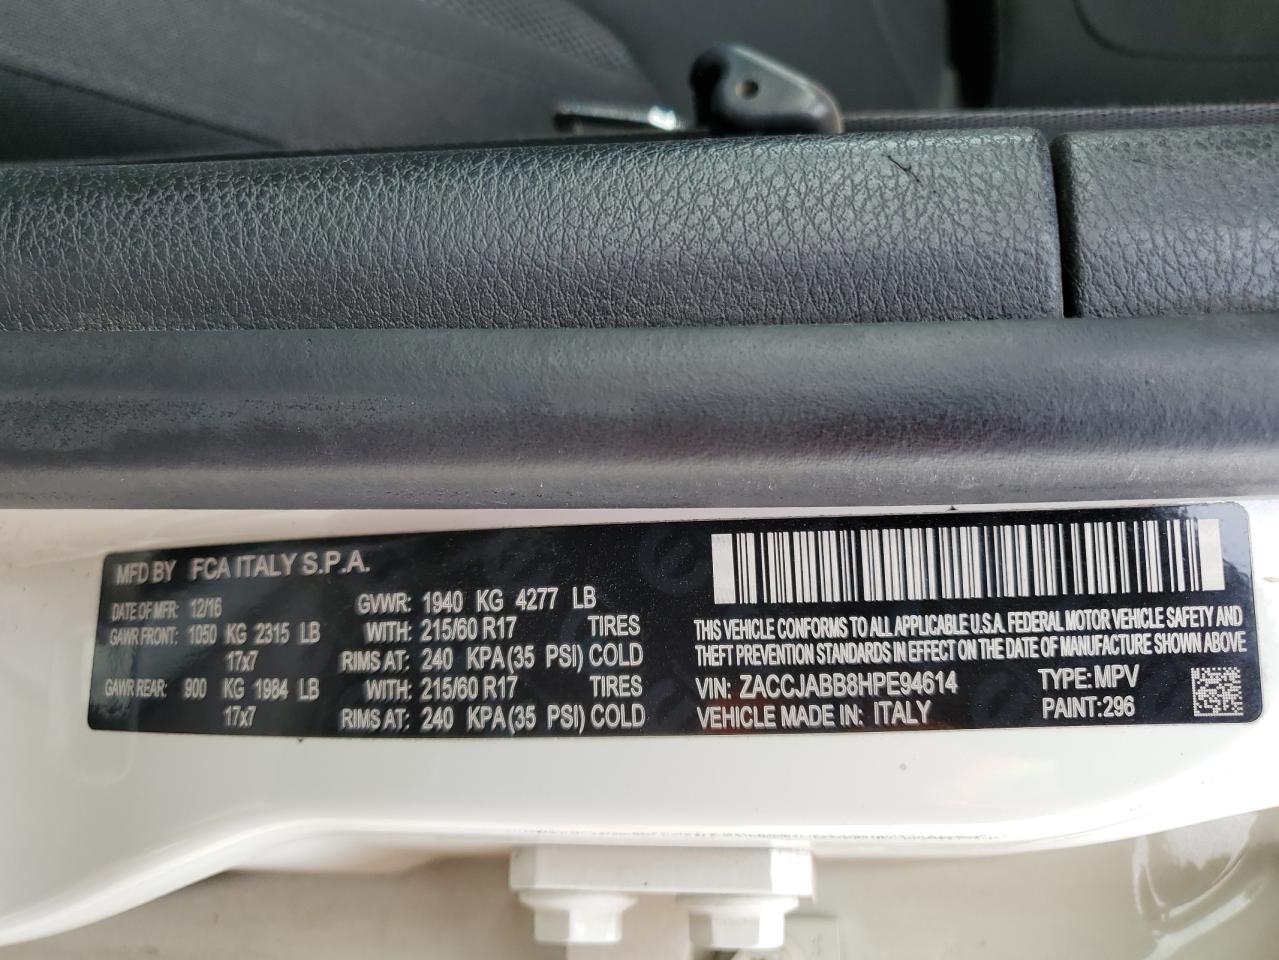 MFD BY FCA ITALY S.P.A.
DATE OF MFR: 12/16 GVWR: 1940 KG 4277 LB
GAWR FRONT: 1050 KG 2315 LB WITH: 215/60 R17 TIRES
17x7 RIMS AT: 240 KPA(35 PSI) COLD
GAWR REAR: 900 KG 1984 LB WITH: 215/60 R17 TIRES
17x7 RIMS AT: 240 KPA(35 PSI) COLD
THIS VEHICLE CONFORMS TO ALL APPLICABLE U.S.A. FEDERAL MOTOR VEHICLE SAFETY AND
THEFT PREVENTION STANDARDS IN EFFECT ON THE DATE OF MANUFACTURE SHOWN ABOVE
VIN: ZACCJABB8HPE94614 TYPE: MPV
VEHICLE MADE IN: ITALY PAINT:296